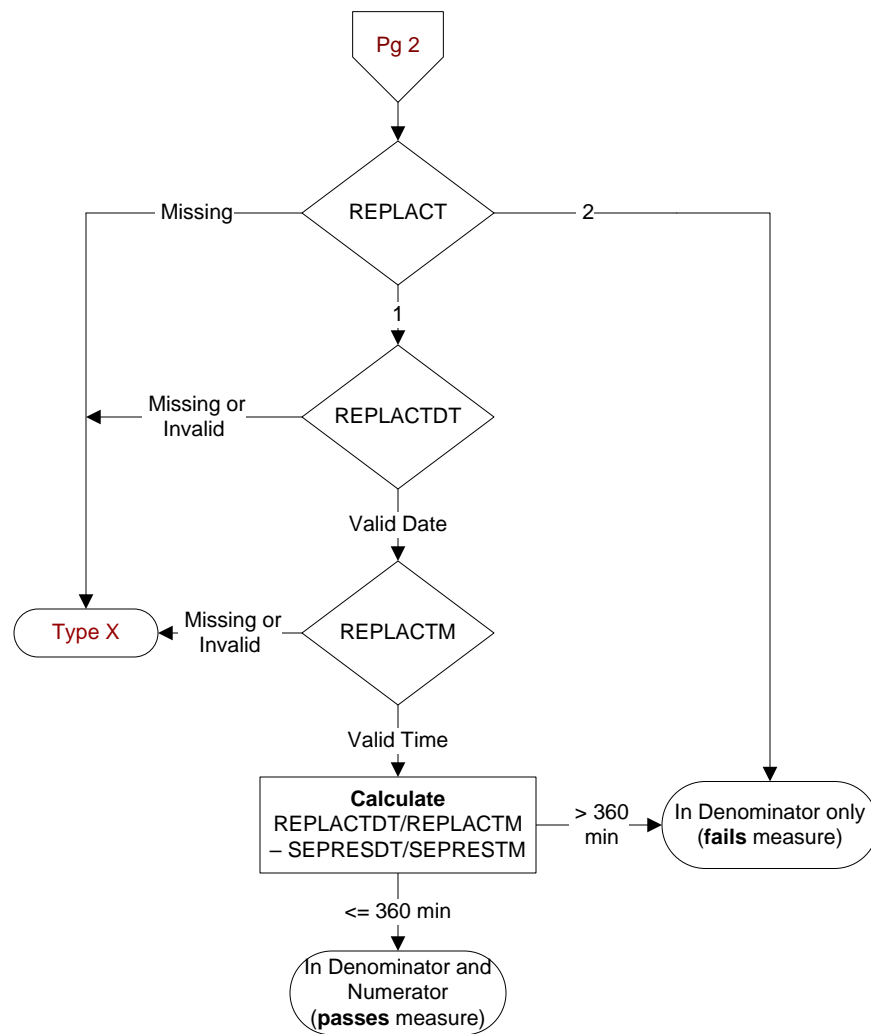 Pg 2
REPLACT
Missing
2
1
REPLACTDT
Missing or
Invalid
Valid Date
REPLACTM
Missing or
Invalid
Type X
Valid Time
Calculate
REPLACTDT/REPLACTM
– SEPRESDT/SEPRESTM
> 360
min
In Denominator only
(fails measure)
<= 360 min
In Denominator and
Numerator
(passes measure)